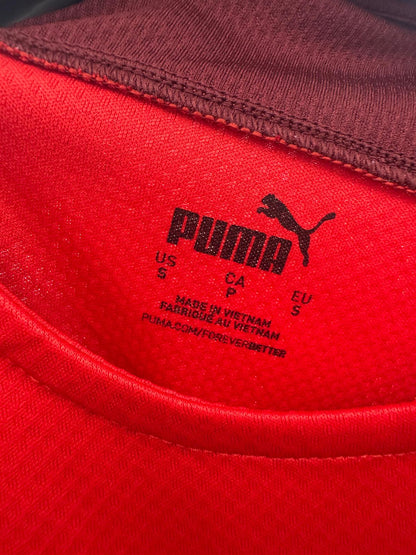 PUMA
US CA EU
S P S
MADE IN VIETNAM
FABRIQUÉ AU VIETNAM
PUMA.COM/FOREVERBETTER